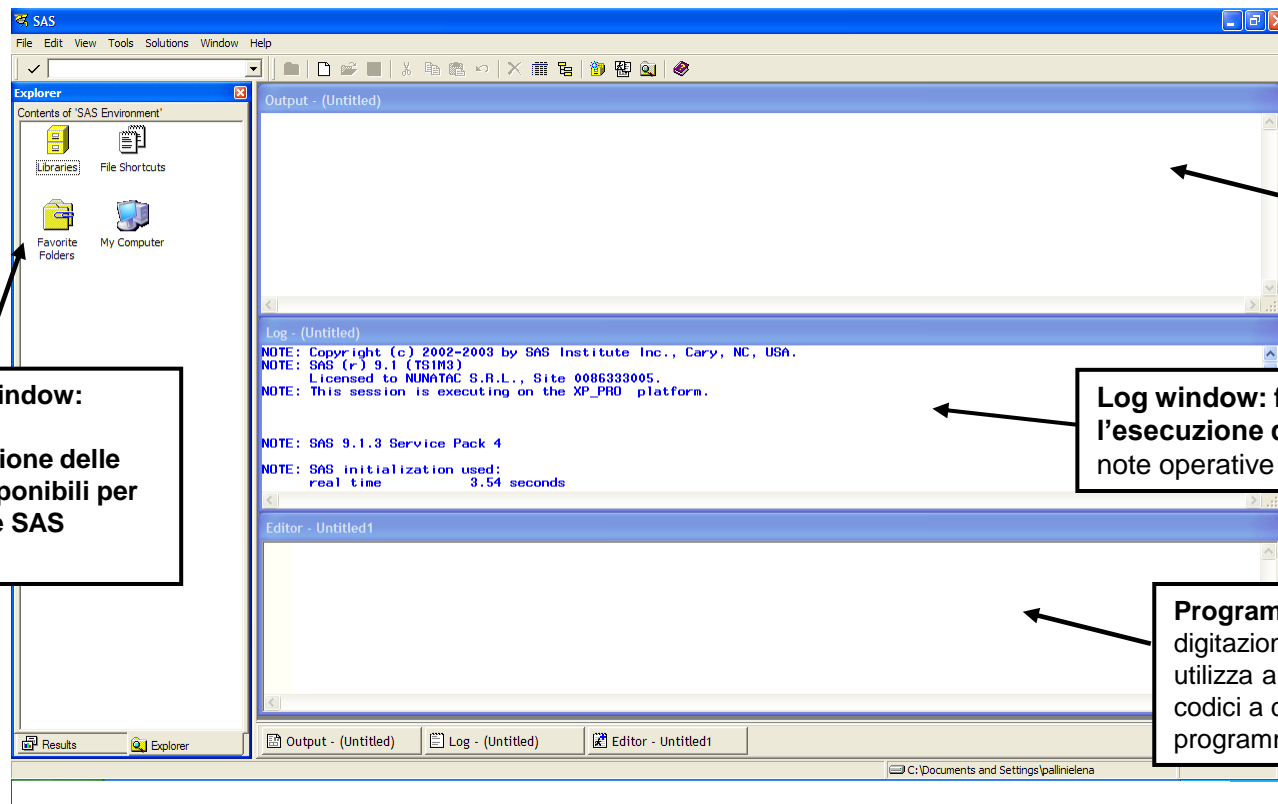 SAS
File Edit View Tools Solutions Window Help
Explorer
Contents of 'SAS Environment'
Libraries
File Shortcuts
Favorite Folders
My Computer
Output - (Untitled)
Log - (Untitled)
NOTE: Copyright (c) 2002-2003 by SAS Institute Inc., Cary, NC, USA.
NOTE: SAS (r) 9.1 (TS1M3)
Licensed to NUNATAC S.R.L., Site 0086333005.
NOTE: This session is executing on the XP_PRO platform.
NOTE: SAS 9.1.3 Service Pack 4
NOTE: SAS initialization used:
real time 3.54 seconds
indow:
ione delle
ponibili per
e SAS
Log window: f
l'esecuzione
note operative
Editor - Untitled1
Program
digitazion
utilizza a
codici a
program
Results
Explorer
Output - (Untitled)
Log - (Untitled)
Editor - Untitled1
C:\Documents and Settings\pallinielena